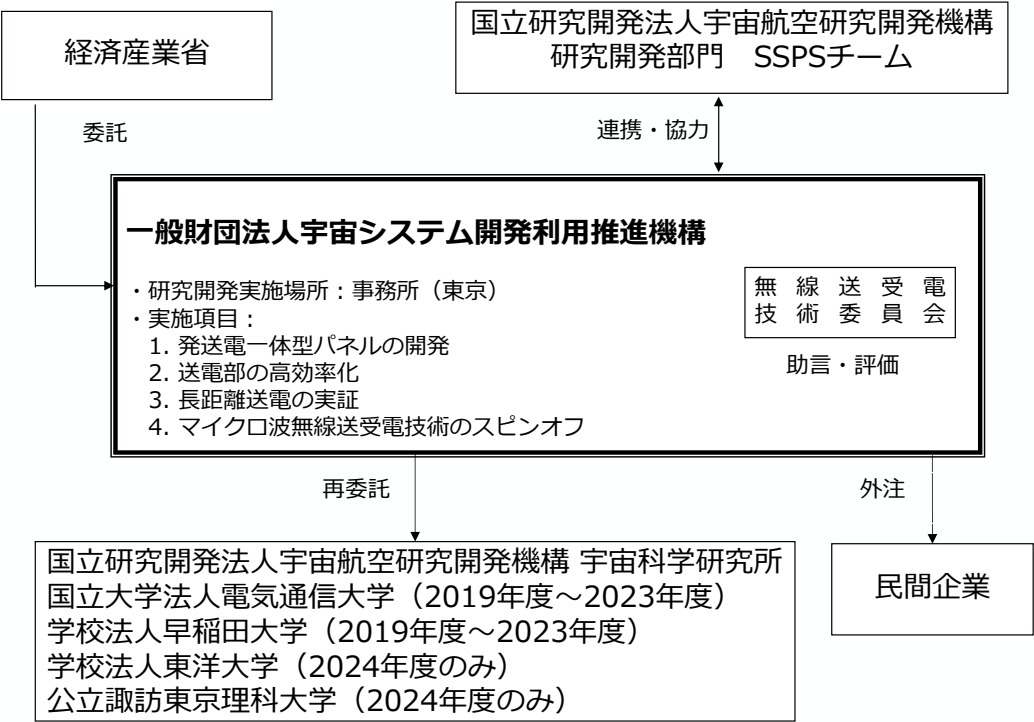 経済産業省
国立研究開発法人宇宙航空研究開発機構
研究開発部門　SSPSチーム
委託
連携・協力
一般財団法人宇宙システム開発利用推進機構
・研究開発実施場所：事務所（東京）
・実施項目：
1. 発送電一体型パネルの開発
2. 送電部の高効率化
3. 長距離送電の実証
4. マイクロ波無線送受電技術のスピンオフ
無線送受電
技術委員会
助言・評価
再委託
外注
国立研究開発法人宇宙航空研究開発機構 宇宙科学研究所
国立大学法人電気通信大学（2019年度～2023年度）
学校法人早稲田大学（2019年度～2023年度）
学校法人東洋大学（2024年度のみ）
公立諏訪東京理科大学（2024年度のみ）
民間企業